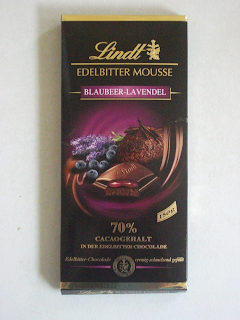 Lindt
EDELBITTER MOUSSE
BLAUBEER-LAVENDEL
150g
70%
CACAOGEHALT
IN DER EDELBITTER CHOCOLADE
Edelbitter-Chocolade cremig-schmelzend gefüllt